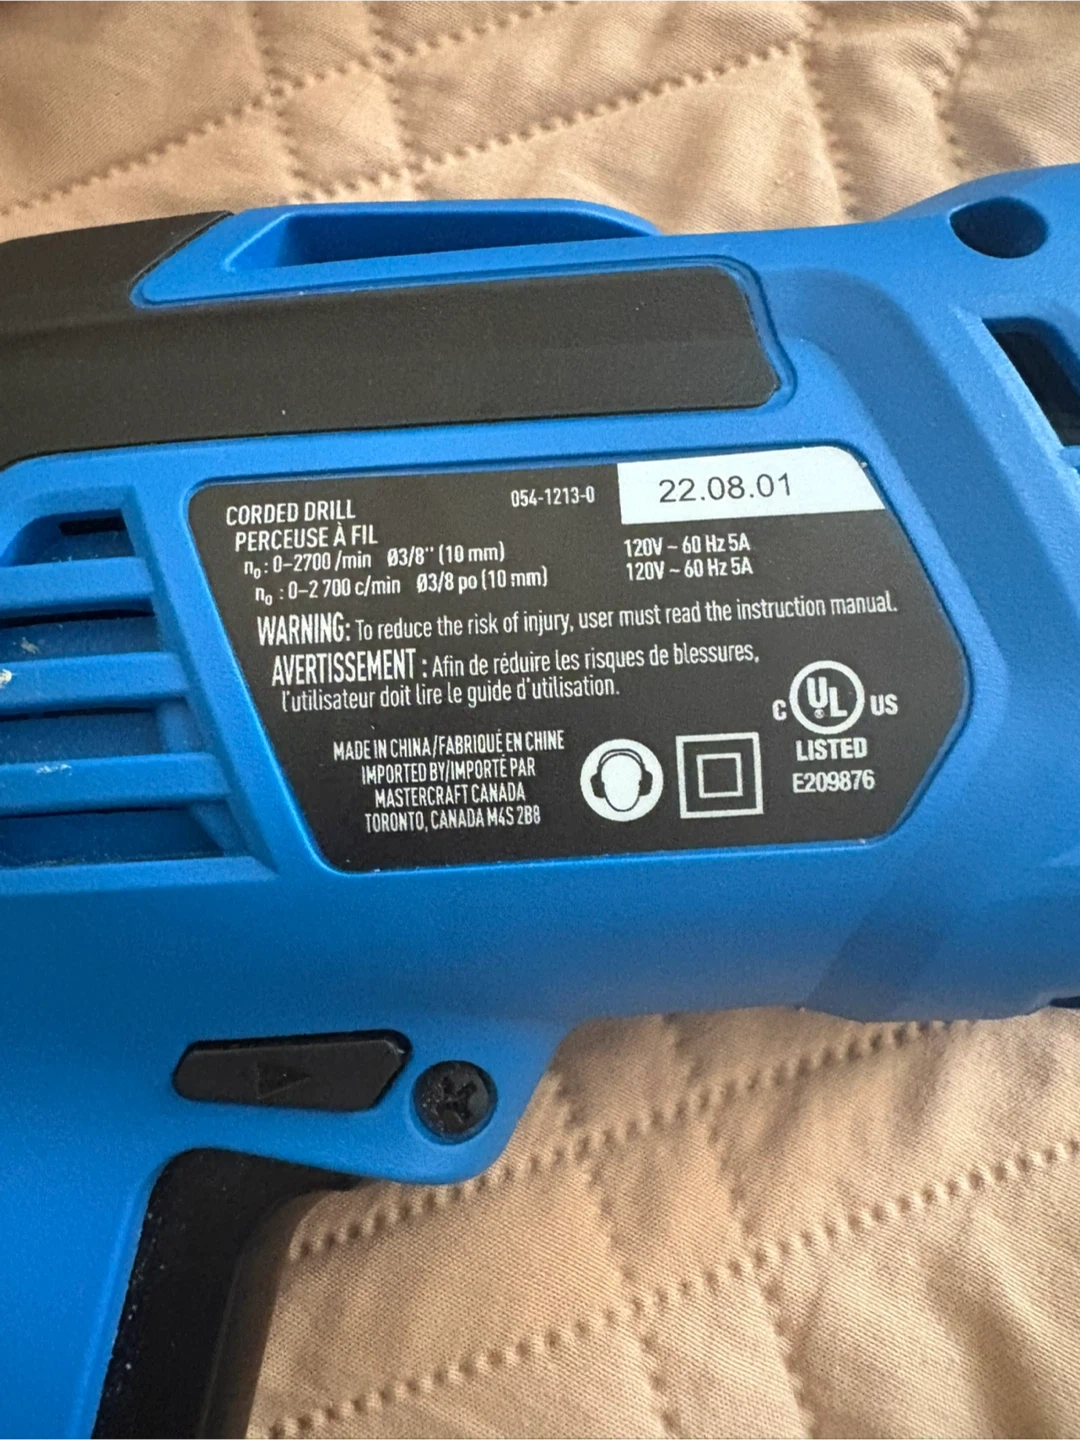 CORDED DRILL 054-1213-0 22.08.01
PERCEUSE À FIL
n₀ : 0-2700 /min Ø3/8" (10 mm) 120V ~ 60 Hz 5A
n₀ : 0-2 700 c/min Ø3/8 po (10 mm) 120V ~ 60 Hz 5A
WARNING: To reduce the risk of injury, user must read the instruction manual.
AVERTISSEMENT : Afin de réduire les risques de blessures,
l'utilisateur doit lire le guide d'utilisation.
MADE IN CHINA/FABRIQUÉ EN CHINE
IMPORTED BY/IMPORTÉ PAR
MASTERCRAFT CANADA
TORONTO, CANADA M4S 2B8
C UL® US
LISTED
E209876